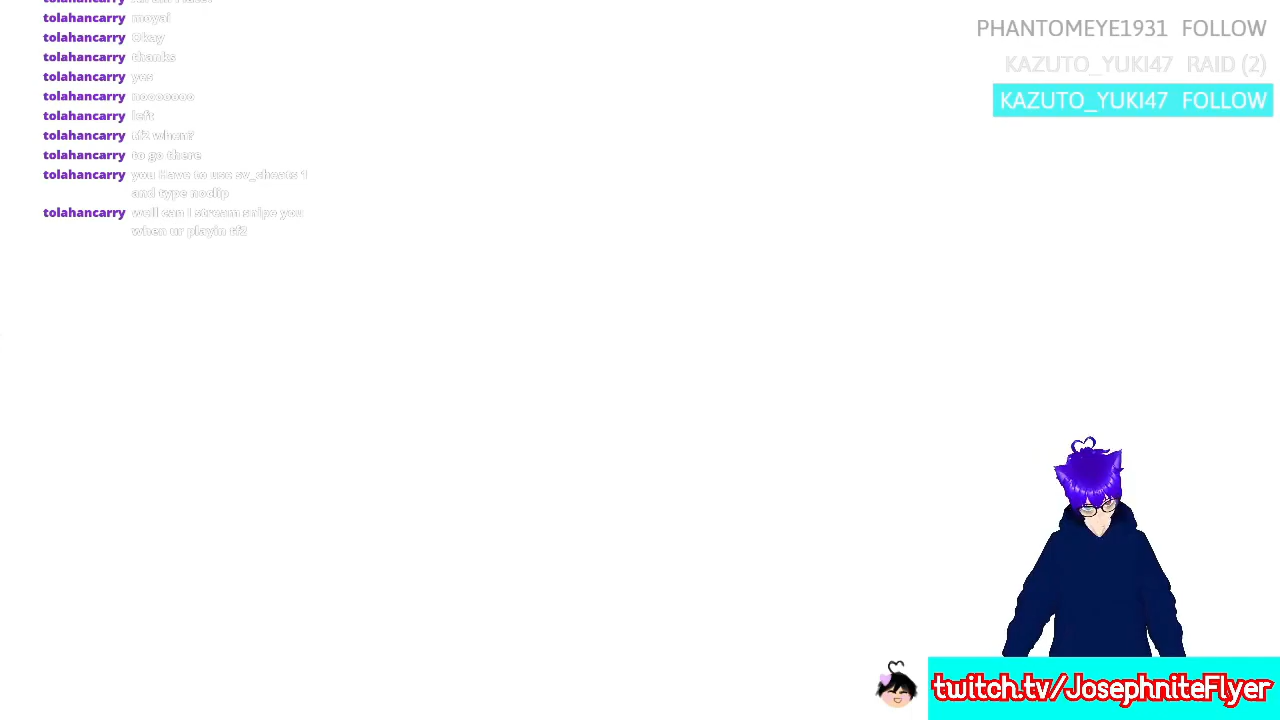 tolahancarry moyai
tolahancarry Okay
tolahancarry thanks
tolahancarry yes
tolahancarry nooooooo
tolahancarry left
tolahancarry tf2 when?
tolahancarry to go there
tolahancarry you Have to use sv_cheats 1
and type noclip
tolahancarry well can I stream snipe you
when ur playin tf2
PHANTOMEYE1931 FOLLOW
KAZUTO_YUKI47 RAID (2)
KAZUTO_YUKI47 FOLLOW
twitch.tv/JosephniteFlyer